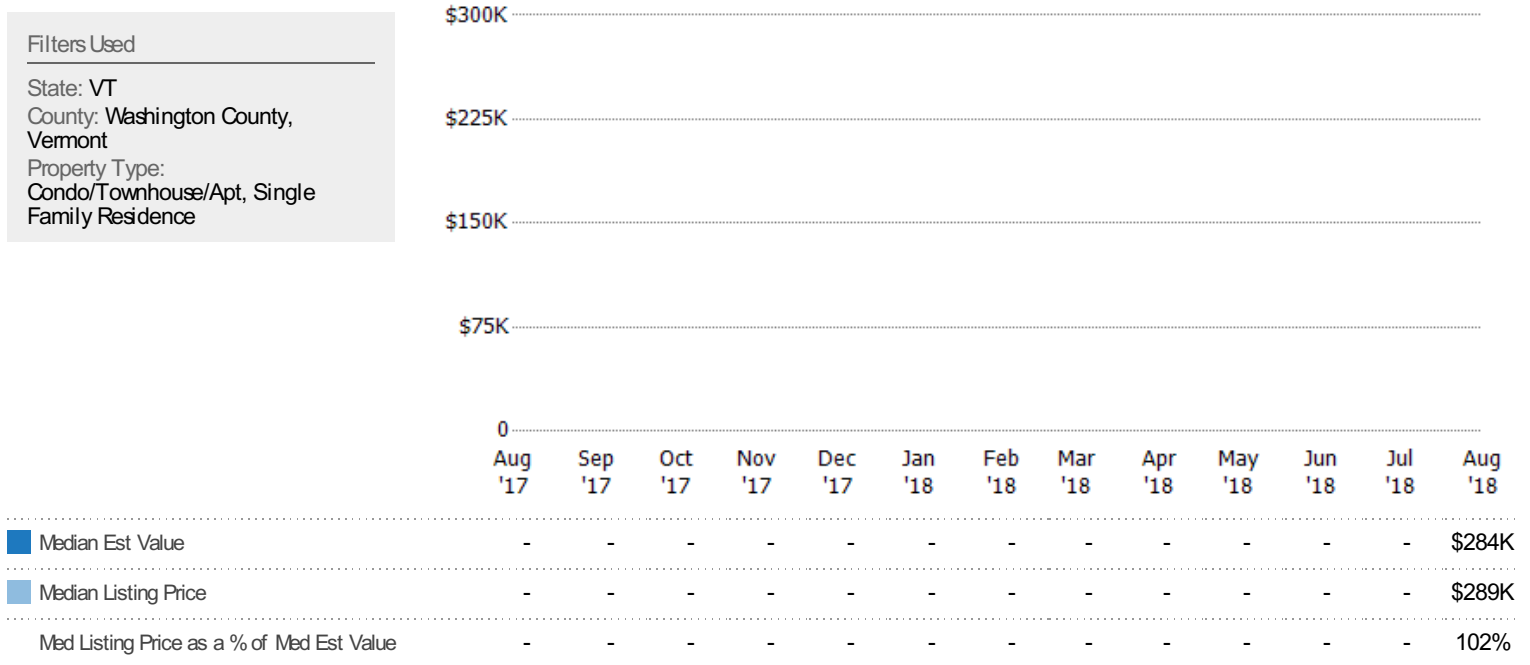 Filters Used
State: VT
County: Washington County,
Vermont
Property Type:
Condo/Townhouse/Apt, Single
Family Residence
$300K
$225K
$150K
$75K
0
Aug Sep Oct Nov Dec Jan Feb Mar Apr May Jun Jul Aug
'17 '17 '17 '17 '17 '18 '18 '18 '18 '18 '18 '18 '18
Median Est Value - - - - - - - - - - - - $284K
Median Listing Price - - - - - - - - - - - - $289K
Med Listing Price as a % of Med Est Value - - - - - - - - - - - - 102%